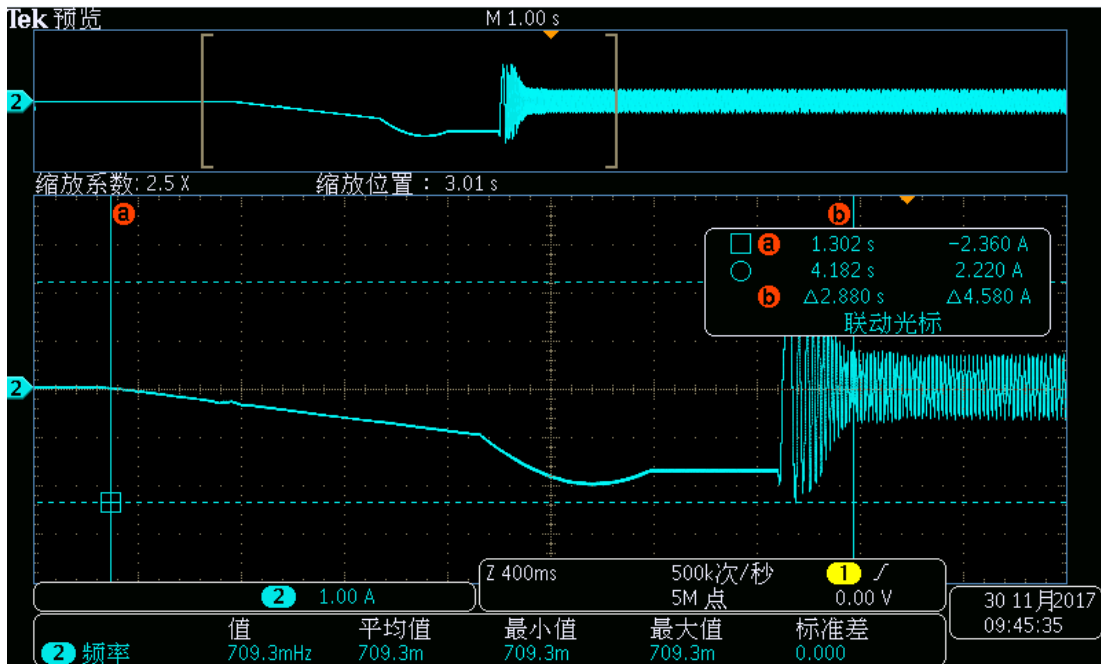 Tek 预览 M 1.00 s
2
缩放系数: 2.5 X 缩放位置： 3.01 s
a b
a 1.302 s −2.360 A
4.182 s 2.220 A
b △2.880 s △4.580 A
联动光标
2
Z 400ms 500k次/秒 1
2 1.00 A 5M 点 0.00 V
30 11月2017
09:45:35
值 平均值 最小值 最大值 标准差
2 频率 709.3mHz 709.3m 709.3m 709.3m 0.000